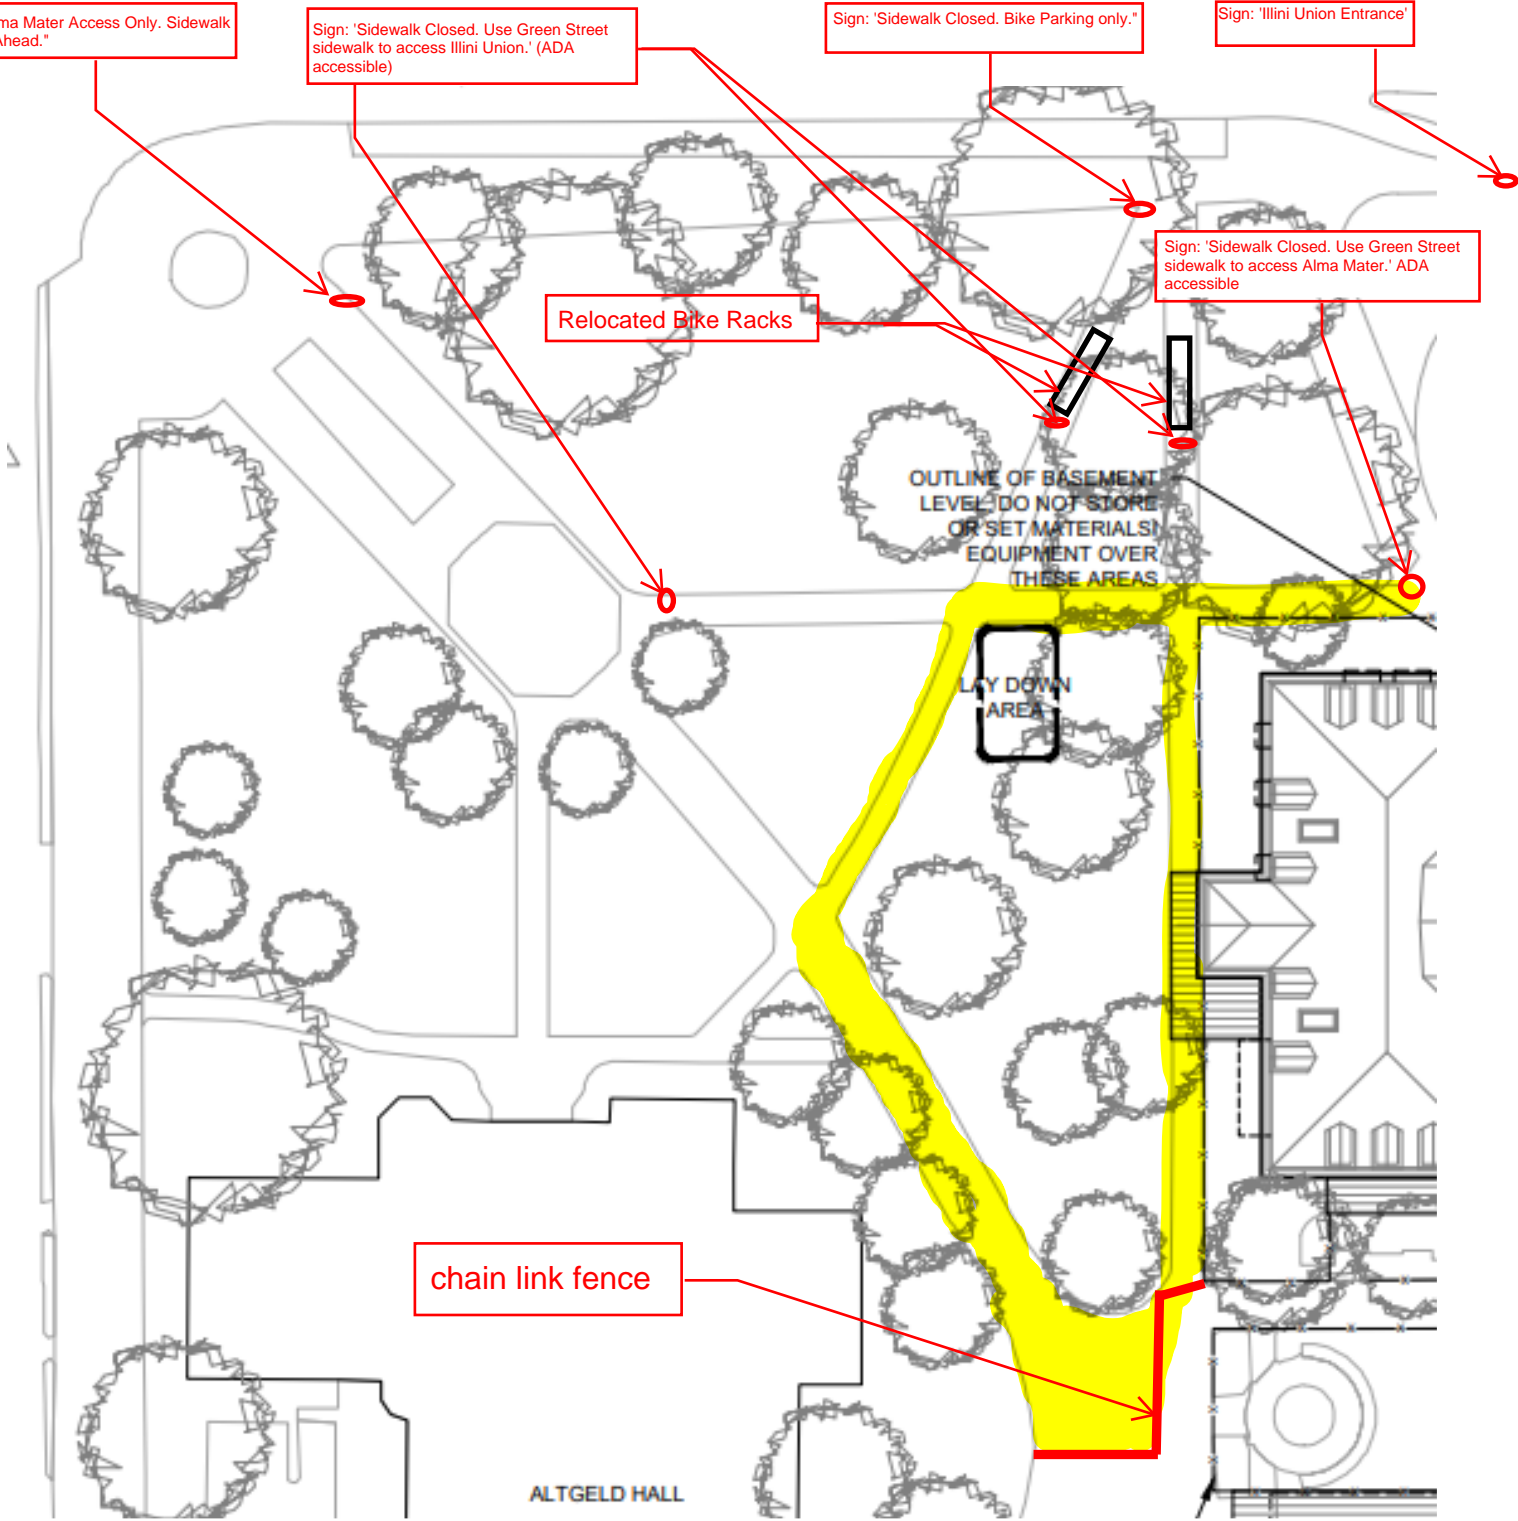 ma Mater Access Only. Sidewalk
Ahead."
Sign: 'Sidewalk Closed. Use Green Street
sidewalk to access Illini Union.' (ADA
accessible)
Sign: 'Sidewalk Closed. Bike Parking only."
Sign: 'Illini Union Entrance'
Sign: 'Sidewalk Closed. Use Green Street
sidewalk to access Alma Mater.' ADA
accessible
Relocated Bike Racks
OUTLINE OF BASEMENT
LEVEL, DO NOT STORE
OR SET MATERIALS/
EQUIPMENT OVER
THESE AREAS
LAY DOWN
AREA
chain link fence
ALTGELD HALL